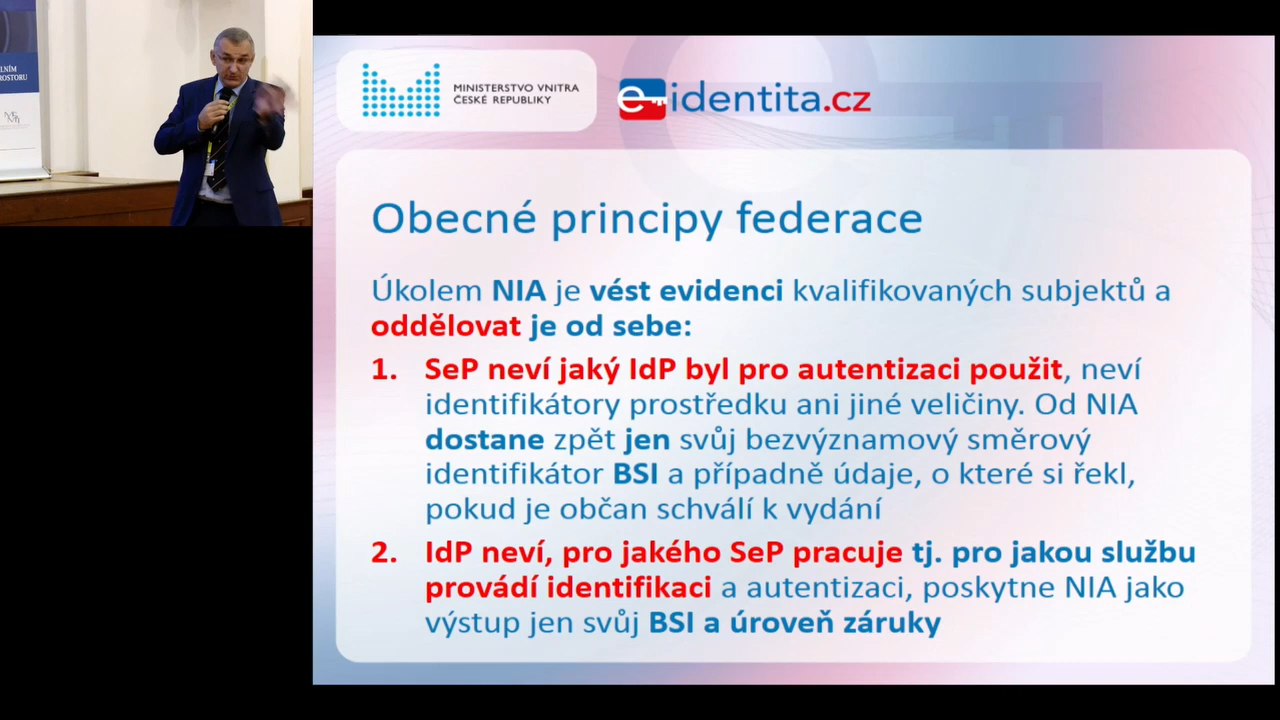 LNÍM
ROSTORU
MINISTERSTVO VNITRA
ČESKÉ REPUBLIKY
e-identita.cz
Obecné principy federace
Úkolem NIA je vést evidenci kvalifikovaných subjektů a
oddělovat je od sebe:
1. SeP neví jaký IdP byl pro autentizaci použit, neví
identifikátory prostředku ani jiné veličiny. Od NIA
dostane zpět jen svůj bezvýznamový směrový
identifikátor BSI a případně údaje, o které si řekl,
pokud je občan schválí k vydání
2. IdP neví, pro jakého SeP pracuje tj. pro jakou službu
provádí identifikaci a autentizaci, poskytne NIA jako
výstup jen svůj BSI a úroveň záruky